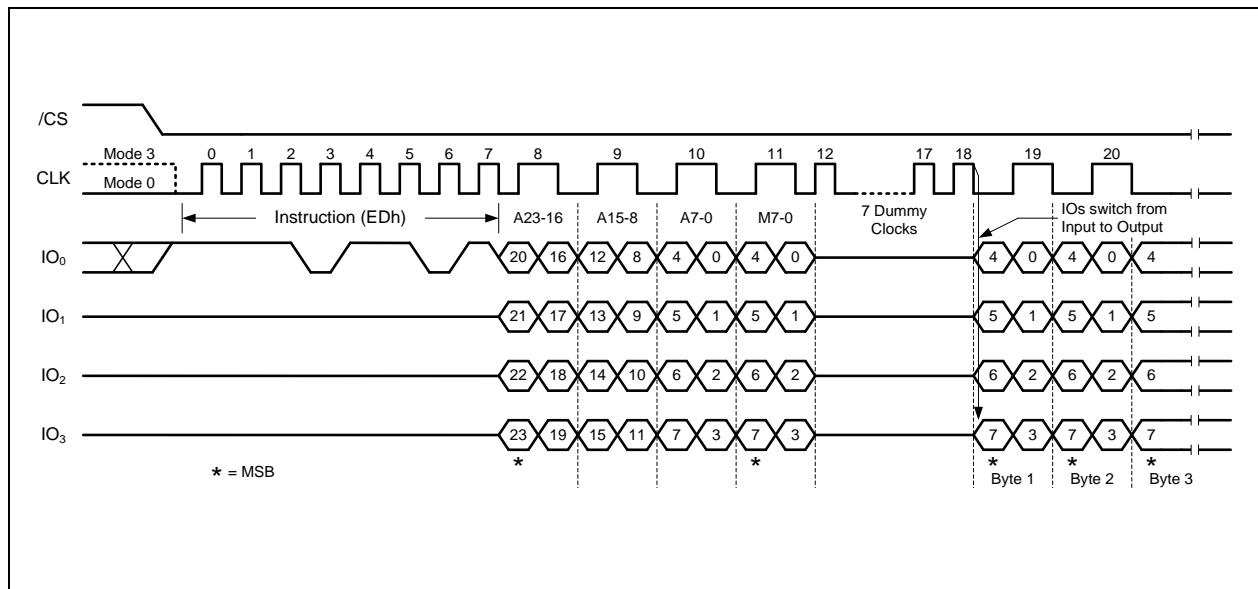 /CS
Mode 3 0 1 2 3 4 5 6 7 8 9 10 11 12 17 18 19 20
CLK
Mode 0
Instruction (EDh) A23-16 A15-8 A7-0 M7-0 7 Dummy Clocks IOs switch from Input to Output
IO0 20 16 12 8 4 0 4 0 4 0 4 0 4
IO1 21 17 13 9 5 1 5 1 5 1 5 1 5
IO2 22 18 14 10 6 2 6 2 6 2 6 2 6
IO3 23 19 15 11 7 3 7 3 7 3 7 3 7
* * * * *
* = MSB
Byte 1 Byte 2 Byte 3